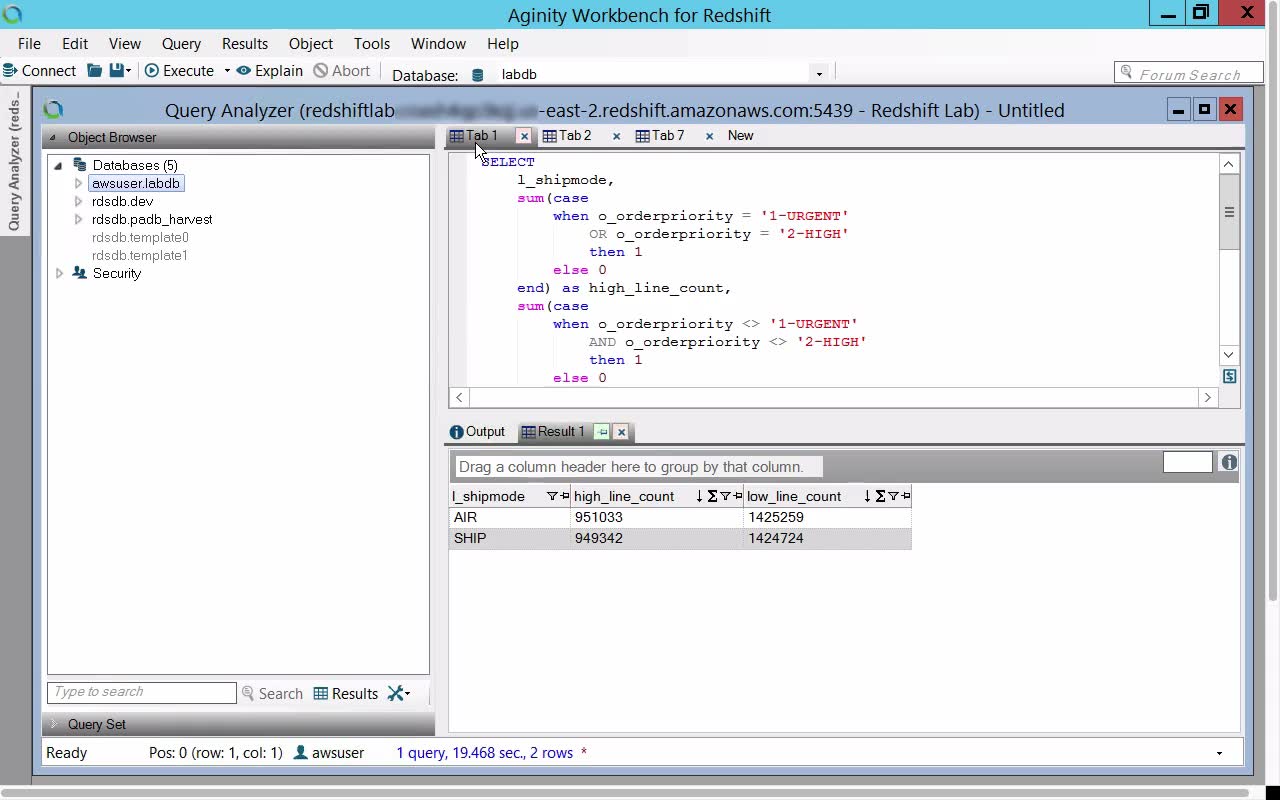 Aginity Workbench for Redshift
File Edit View Query Results Object Tools Window Help
Connect Execute Explain Abort Database: labdb Forum Search
Query Analyzer (reds...
Query Analyzer (redshiftlab -east-2.redshift.amazonaws.com:5439 - Redshift Lab) - Untitled
Object Browser
Databases (5)
awsuser.labdb
rdsdb.dev
rdsdb.padb_harvest
rdsdb.template0
rdsdb.template1
Security
Type to search Search Results
Query Set
Tab 1 Tab 2 Tab 7 New
SELECT
l_shipmode,
sum(case
when o_orderpriority = '1-URGENT'
OR o_orderpriority = '2-HIGH'
then 1
else 0
end) as high_line_count,
sum(case
when o_orderpriority <> '1-URGENT'
AND o_orderpriority <> '2-HIGH'
then 1
else 0
Output Result 1
Drag a column header here to group by that column.
l_shipmode high_line_count low_line_count
AIR 951033 1425259
SHIP 949342 1424724
Ready Pos: 0 (row: 1, col: 1) awsuser 1 query, 19.468 sec., 2 rows *